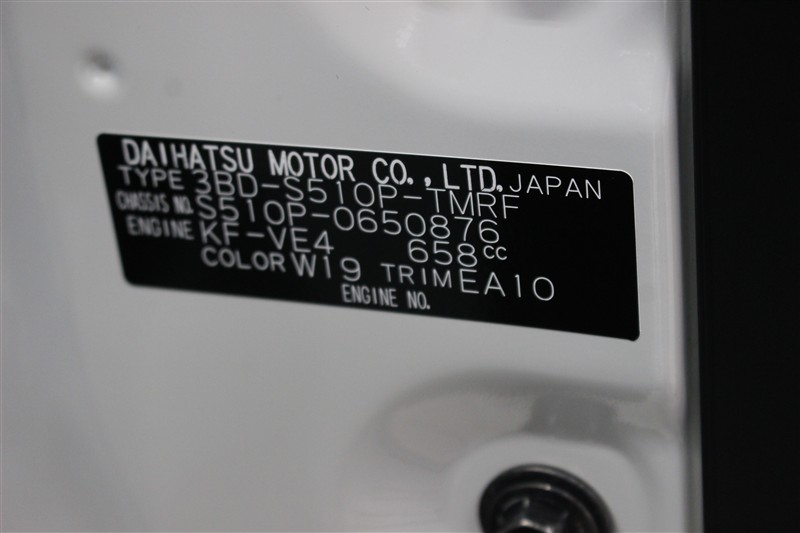 DAIHATSU MOTOR CO.,LTD. JAPAN
TYPE 3BD-S510P-TMRF
CHASSIS NO. S510P-0650876
ENGINE KF-VE4 658cc
COLOR W19 TRIM EA10
ENGINE NO.